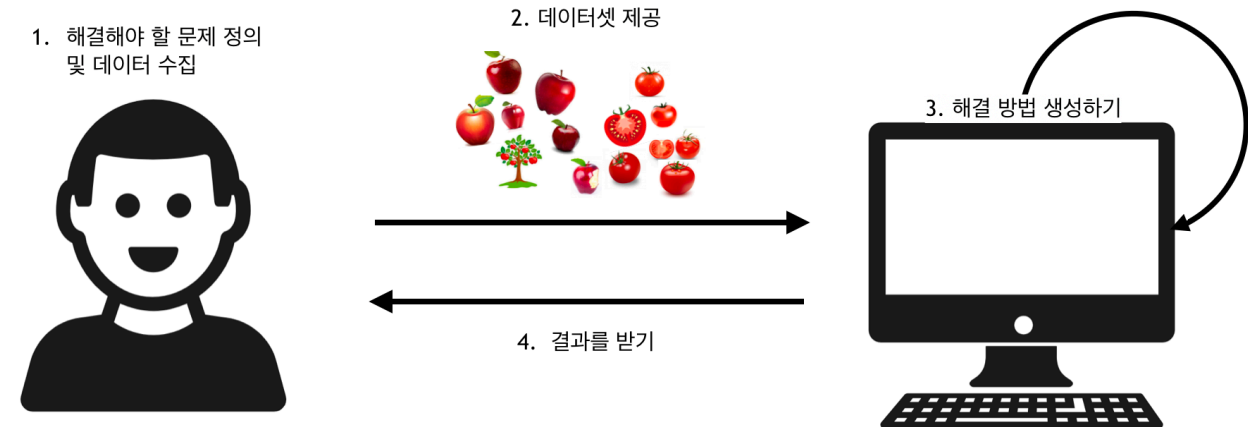 1. 해결해야 할 문제 정의
및 데이터 수집
2. 데이터셋 제공
3. 해결 방법 생성하기
4. 결과를 받기